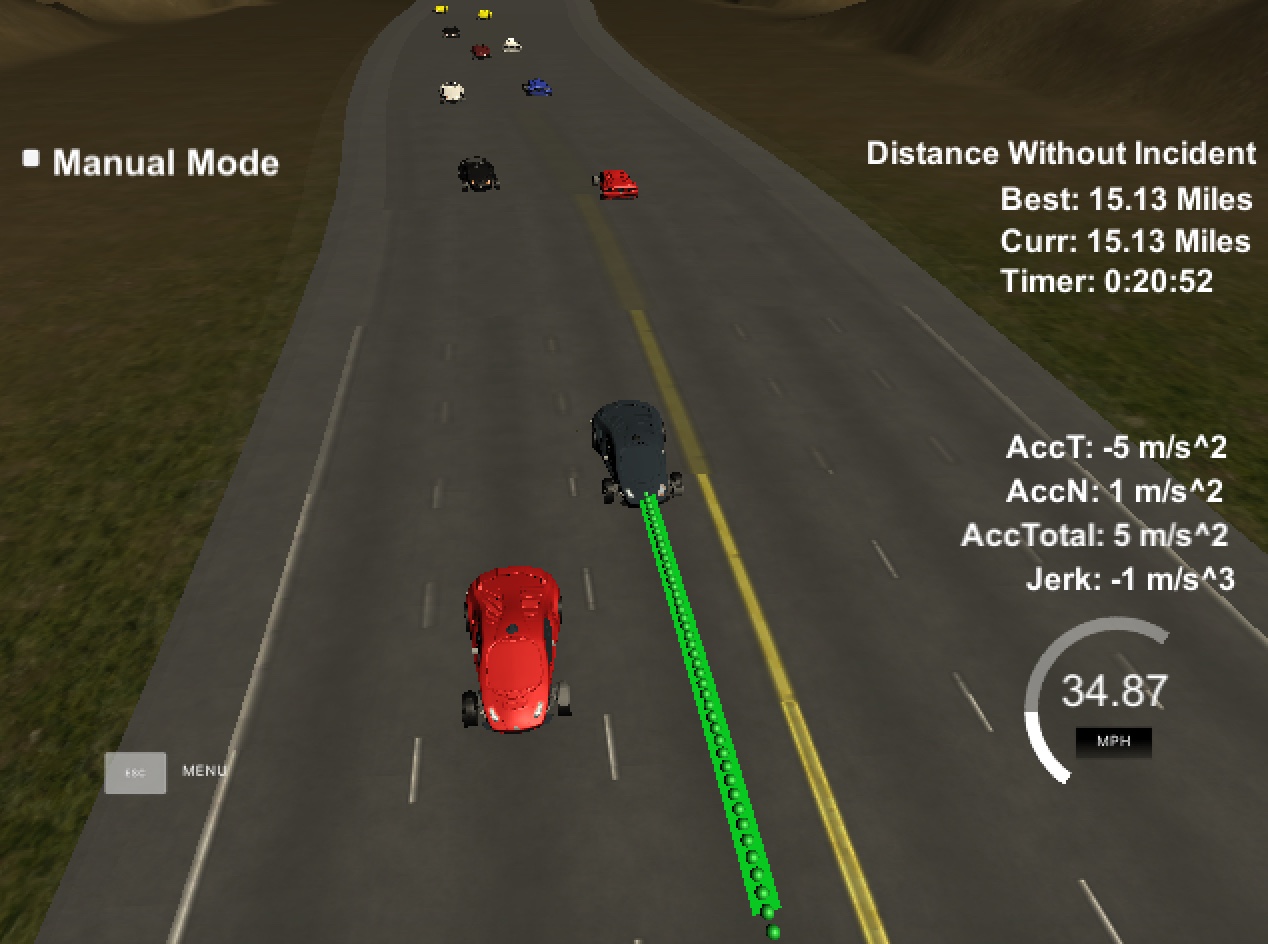 Manual Mode
Distance Without Incident
Best: 15.13 Miles
Curr: 15.13 Miles
Timer: 0:20:52
AccT: -5 m/s^2
AccN: 1 m/s^2
AccTotal: 5 m/s^2
Jerk: -1 m/s^3
34.87
MPH
ESC MENU